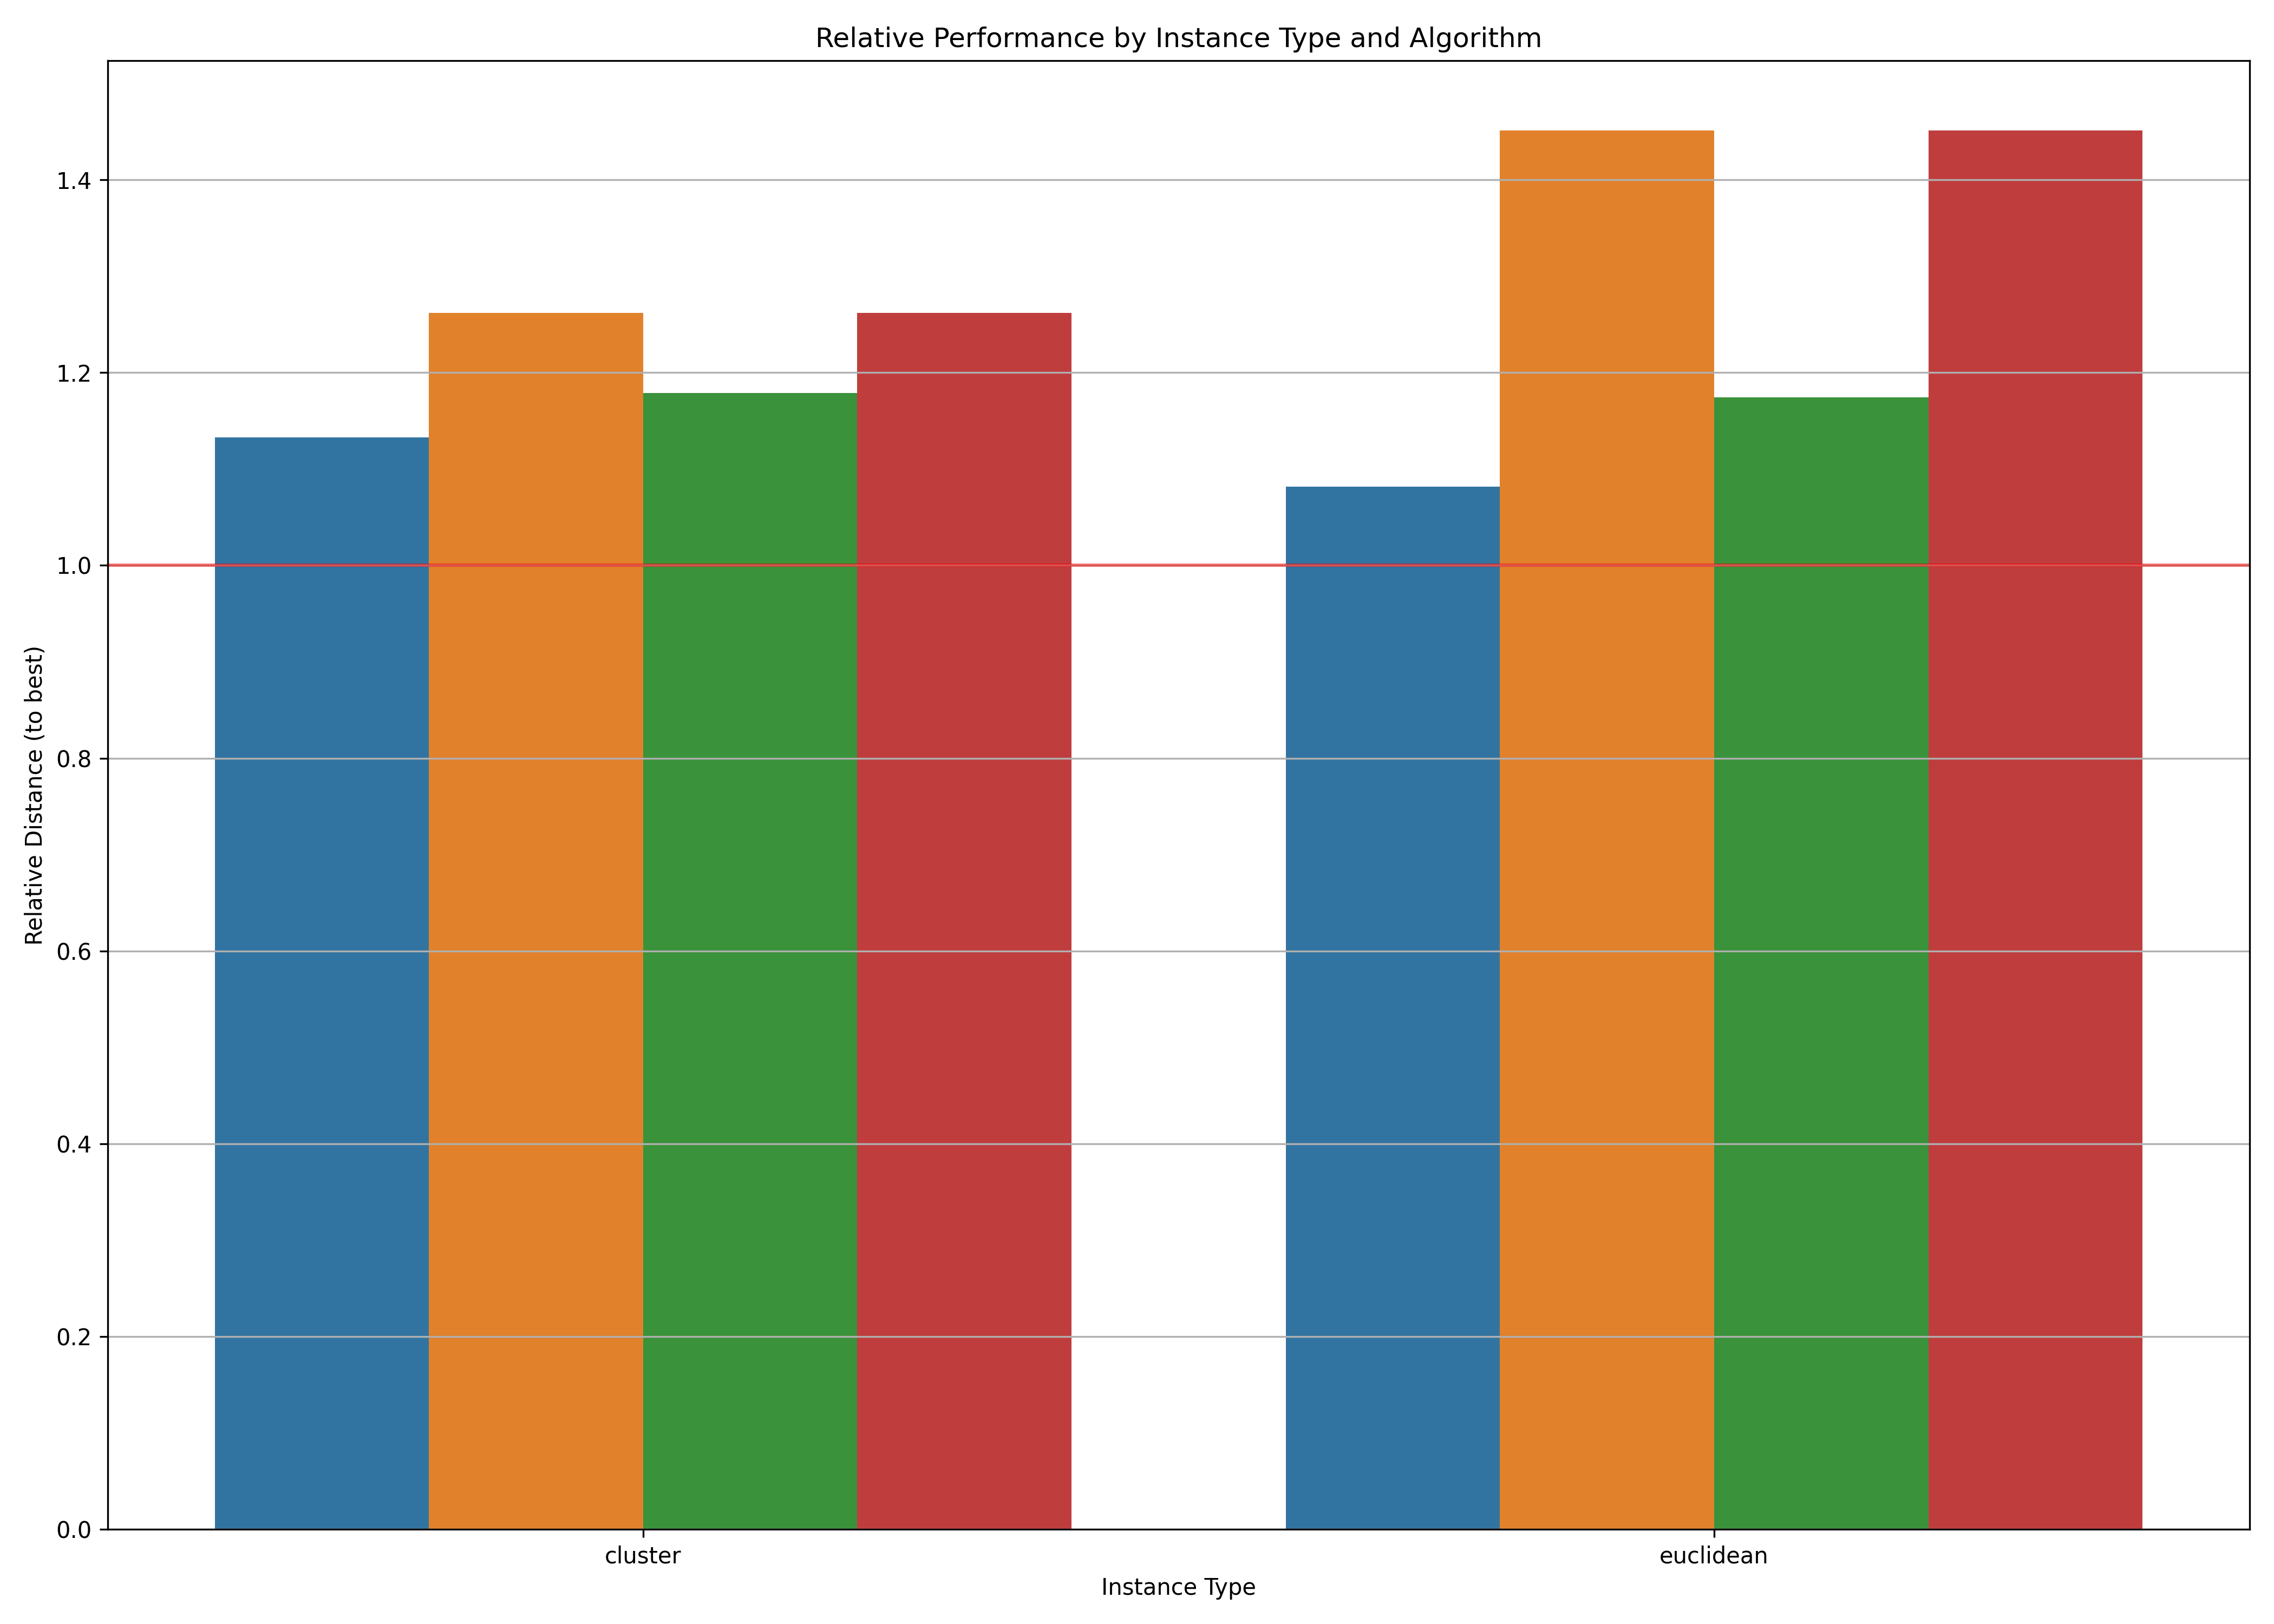 Relative Performance by Instance Type and Algorithm
Relative Distance (to best)
1.4
1.2
1.0
0.8
0.6
0.4
0.2
0.0
cluster
euclidean
Instance Type